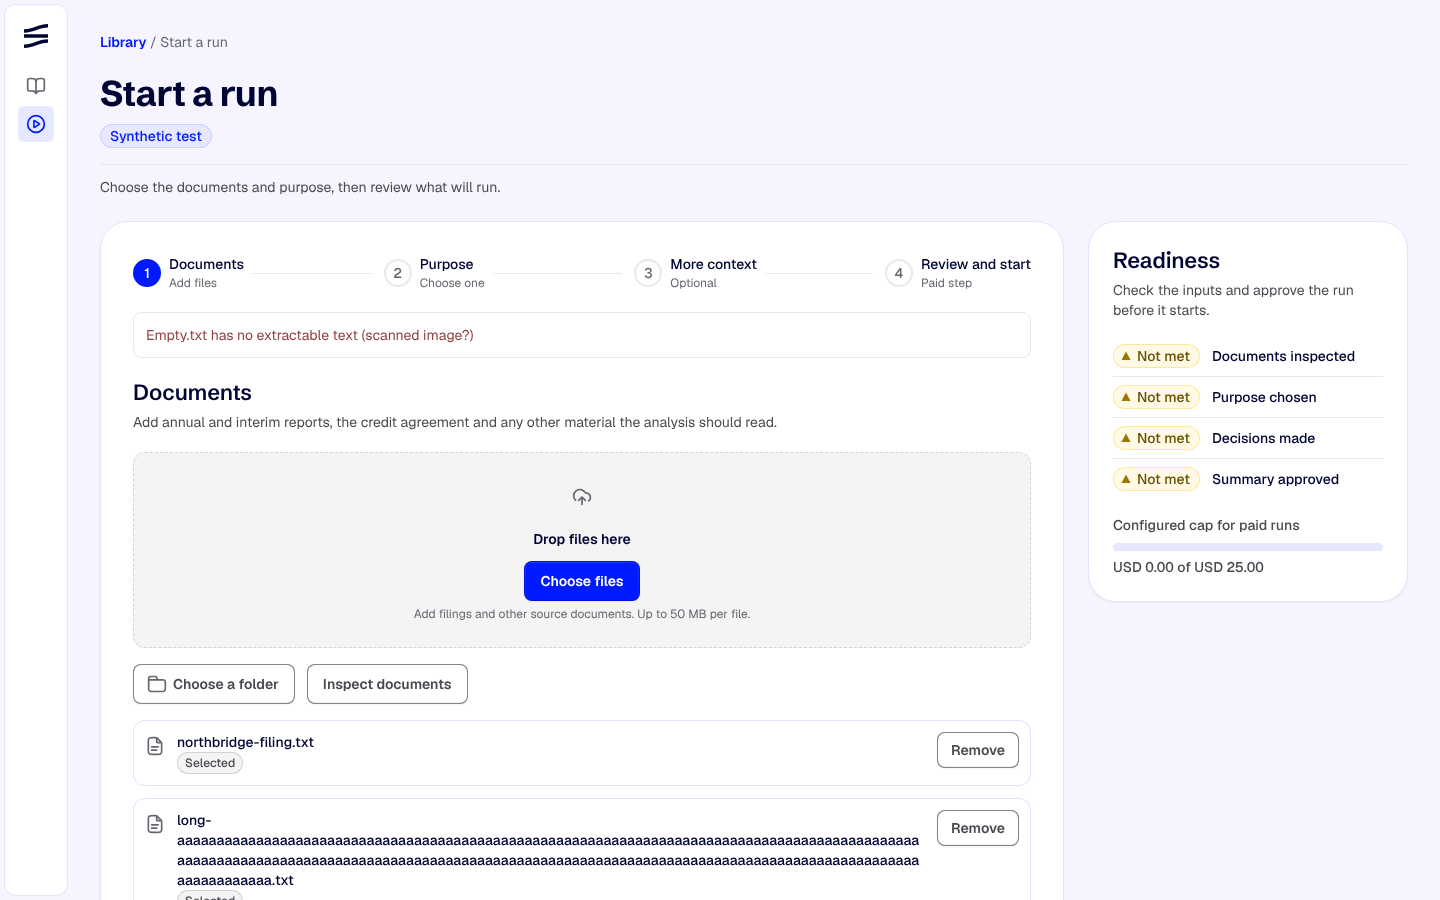 Library / Start a run
Start a run
Synthetic test
Choose the documents and purpose, then review what will run.
1 Documents
Add files
2 Purpose
Choose one
3 More context
Optional
4 Review and start
Paid step
Empty.txt has no extractable text (scanned image?)
Documents
Add annual and interim reports, the credit agreement and any other material the analysis should read.
Drop files here
Choose files
Add filings and other source documents. Up to 50 MB per file.
Choose a folder
Inspect documents
northbridge-filing.txt
Selected
Remove
long-
aaaaaaaaaaaaaaaaaaaaaaaaaaaaaaaaaaaaaaaaaaaaaaaaaaaaaaaaaaaaaaaaaaaaaaaaaaaaaaaaaaaaaaaaaaaaaa
aaaaaaaaaaaaaaaaaaaaaaaaaaaaaaaaaaaaaaaaaaaaaaaaaaaaaaaaaaaaaaaaaaaaaaaaaaaaaaaaaaaaaaaaaaaaaa
aaaaaaaaaaaa.txt
Selected
Remove
Readiness
Check the inputs and approve the run
before it starts.
Not met Documents inspected
Not met Purpose chosen
Not met Decisions made
Not met Summary approved
Configured cap for paid runs
USD 0.00 of USD 25.00